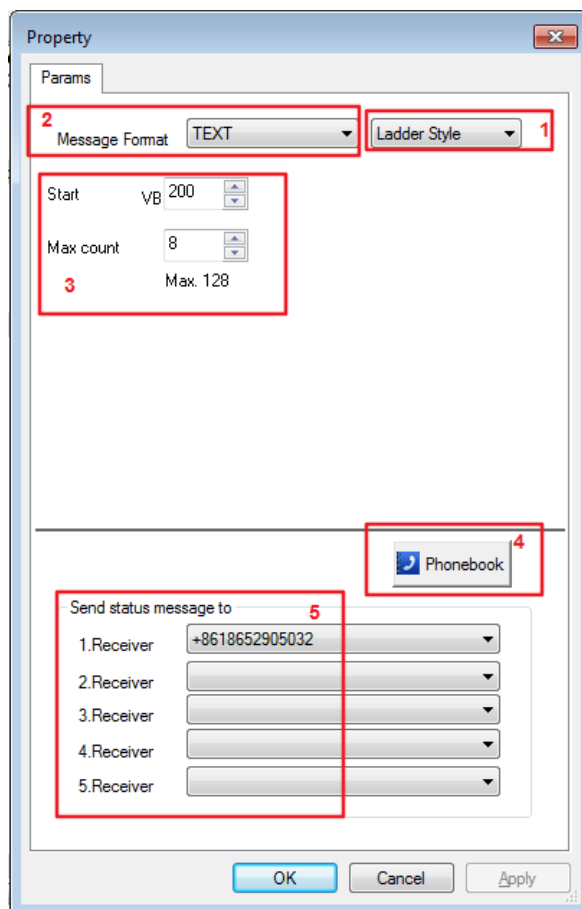 Property
Params
2 Message Format TEXT Ladder Style 1
Start VB 200
Max count 8
3 Max. 128
Phonebook 4
Send status message to 5
1.Receiver +8618652905032
2.Receiver
3.Receiver
4.Receiver
5.Receiver
OK Cancel Apply